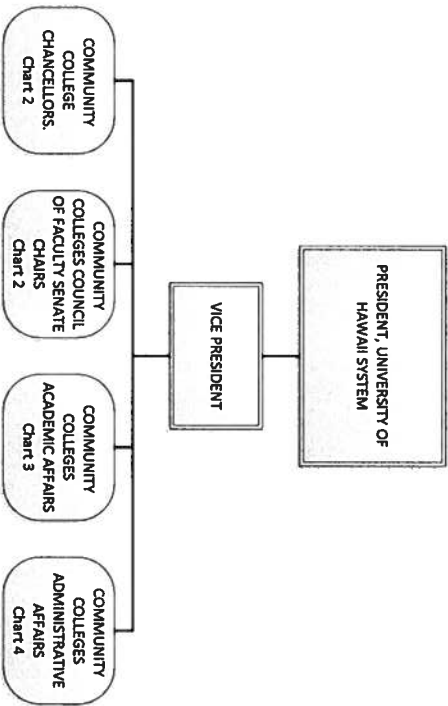 PRESIDENT, UNIVERSITY OF
HAWAII SYSTEM
VICE PRESIDENT
COMMUNITY
COLLEGE
CHANCELLORS.
Chart 2
COMMUNITY
COLLEGES COUNCIL
OF FACULTY SENATE
CHAIRS
Chart 2
COMMUNITY
COLLEGES
ACADEMIC AFFAIRS
Chart 3
COMMUNITY
COLLEGES
ADMINISTRATIVE
AFFAIRS
Chart 4